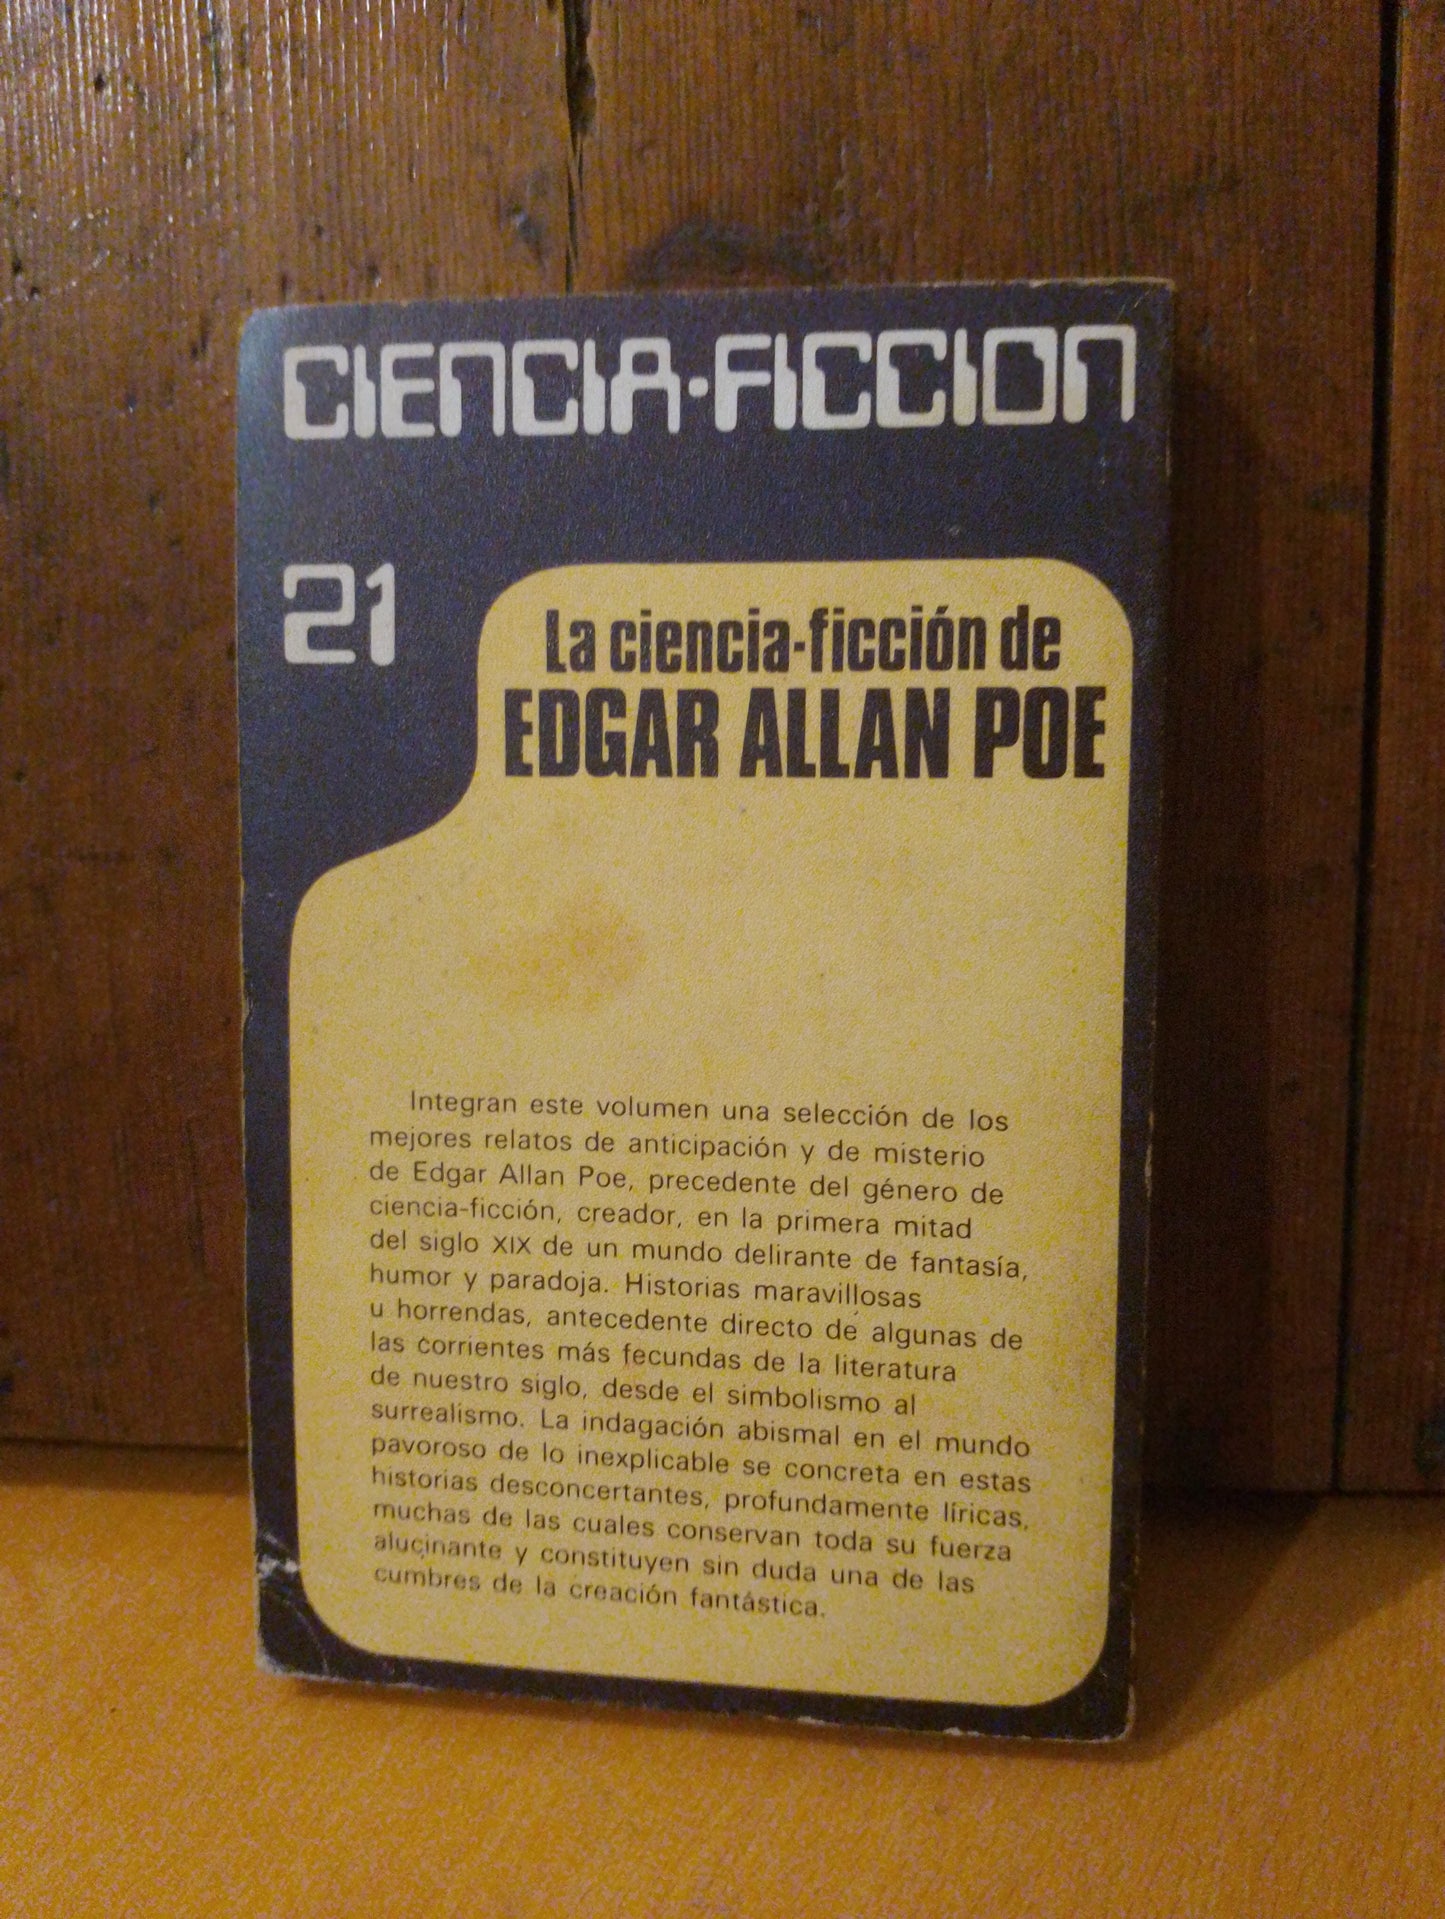 CIENCIA-FICCION
21
La ciencia-ficción de
EDGAR ALLAN POE
Integran este volumen una selección de los
mejores relatos de anticipación y de misterio
de Edgar Allan Poe, precedente del género de
ciencia-ficción, creador, en la primera mitad
del siglo XIX de un mundo delirante de fantasía,
humor y paradoja. Historias maravillosas
u horrendas, antecedente directo de algunas de
las corrientes más fecundas de la literatura
de nuestro siglo, desde el simbolismo al
surrealismo. La indagación abismal en el mundo
pavoroso de lo inexplicable se concreta en estas
historias desconcertantes, profundamente líricas,
muchas de las cuales conservan toda su fuerza
alucinante y constituyen sin duda una de las
cumbres de la creación fantástica.